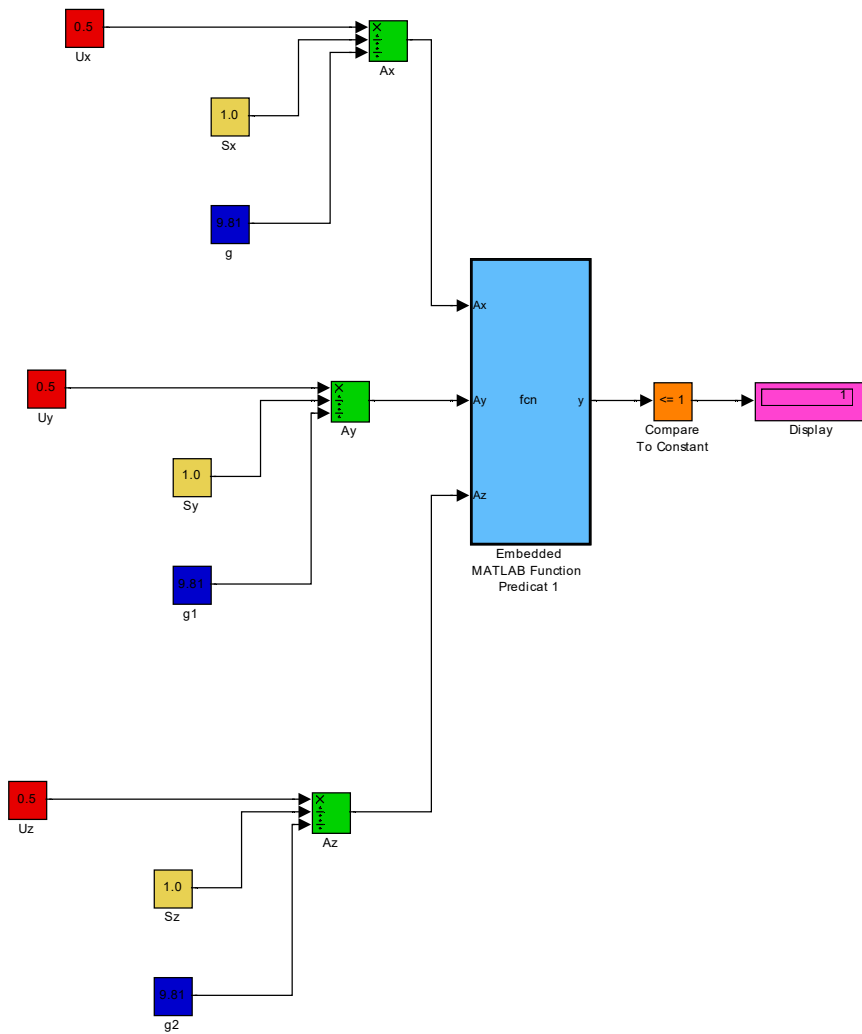 0.5
Ux
×
÷
÷
Ax
1.0
Sx
9.81
g
Ax
0.5
Uy
×
÷
÷
Ay
Ay
fcn
y
<= 1
1
Compare
To Constant
Display
1.0
Sy
Az
Embedded
MATLAB Function
Predicat 1
9.81
g1
0.5
Uz
×
÷
÷
Az
1.0
Sz
9.81
g2